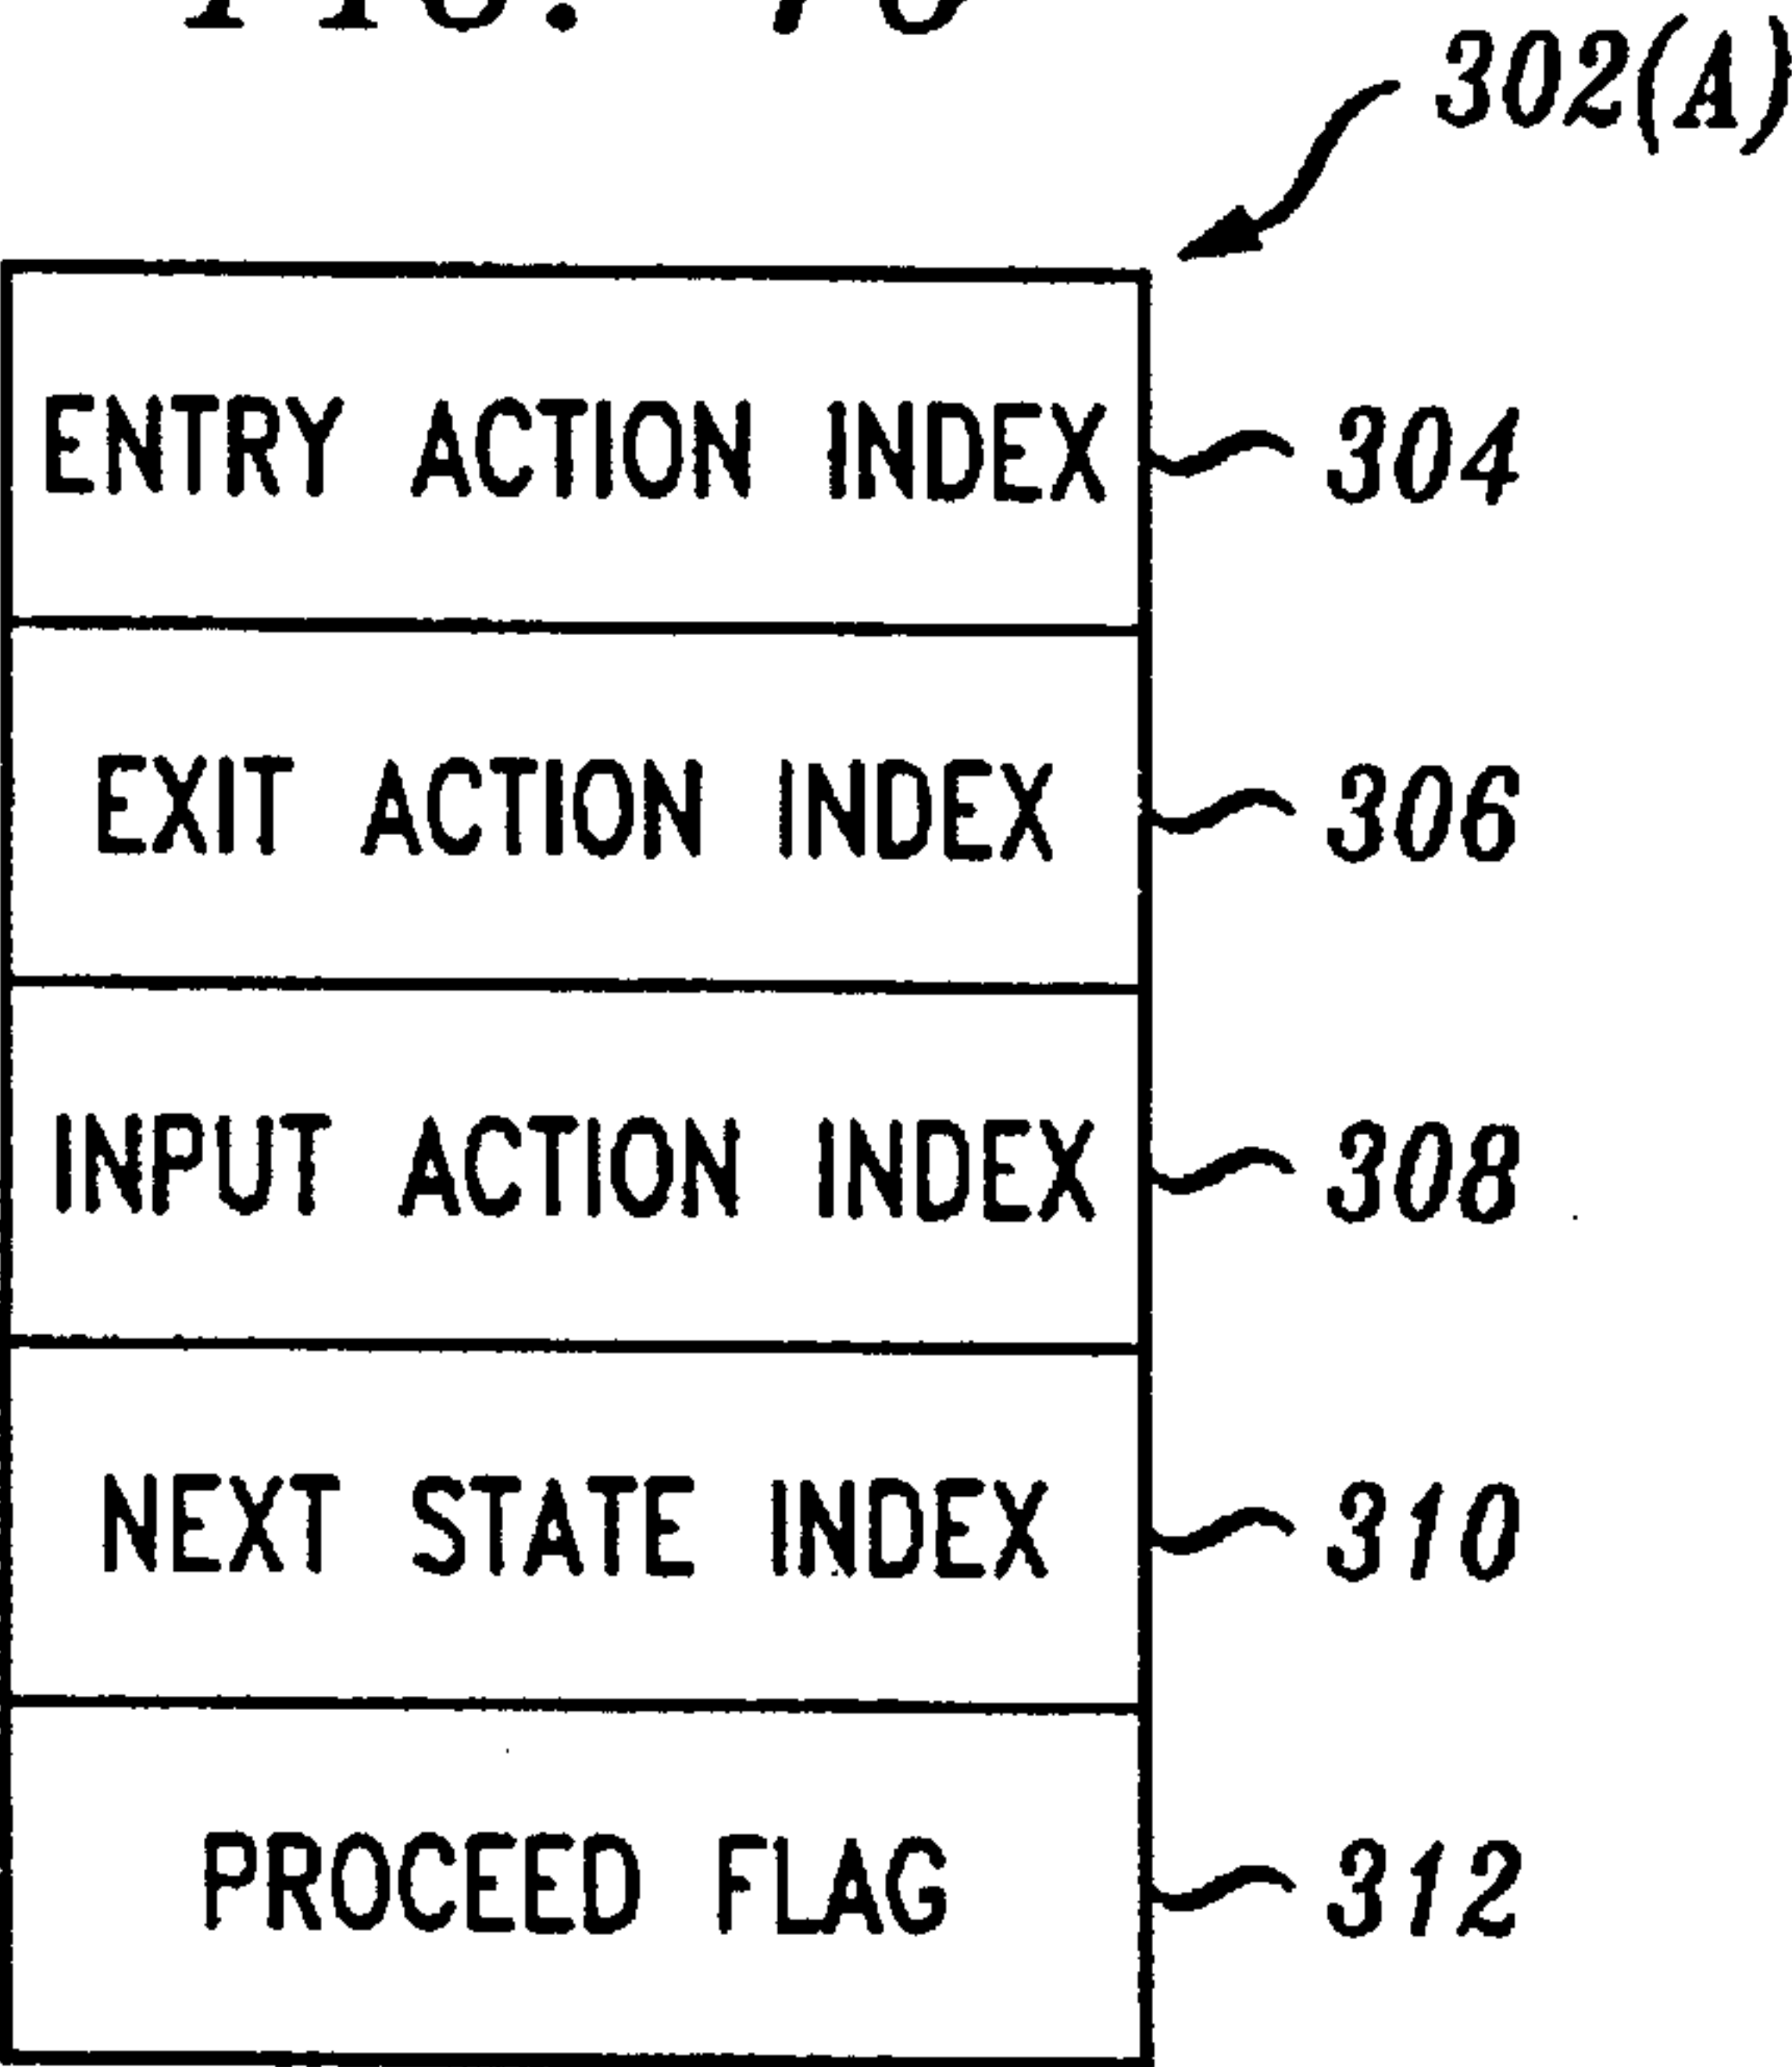 302(A)
ENTRY ACTION INDEX 304
EXIT ACTION INDEX 306
INPUT ACTION INDEX 308
NEXT STATE INDEX 310
PROCEED FLAG 312